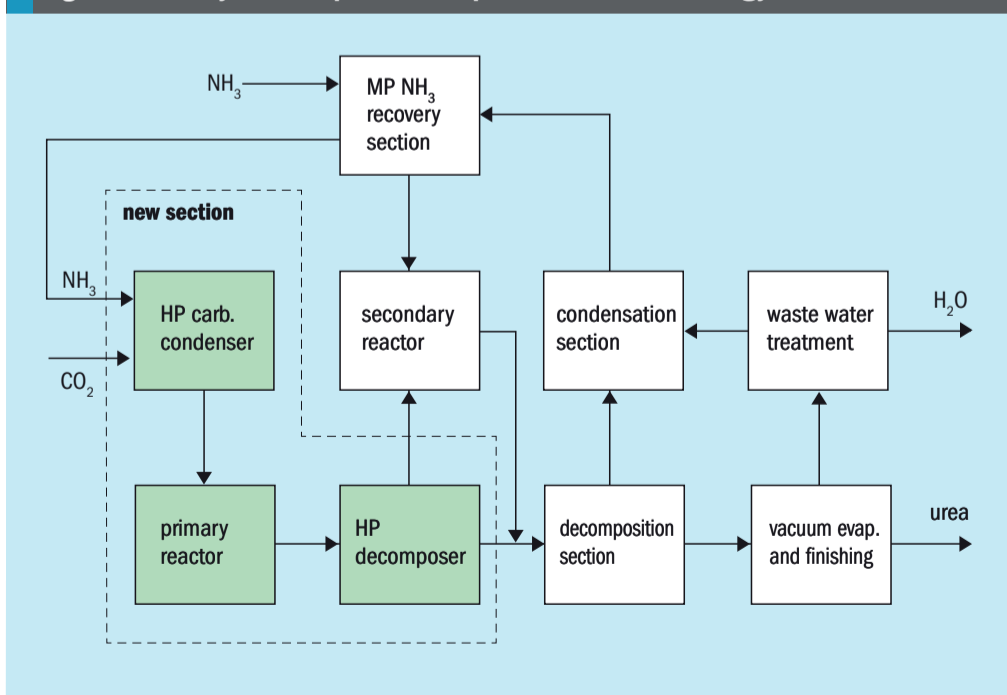 NH3
MP NH3
recovery
section
new section
NH3
HP carb.
condenser
CO2
secondary
reactor
condensation
section
waste water
treatment
H2O
primary
reactor
HP
decomposer
decomposition
section
vacuum evap.
and finishing
urea